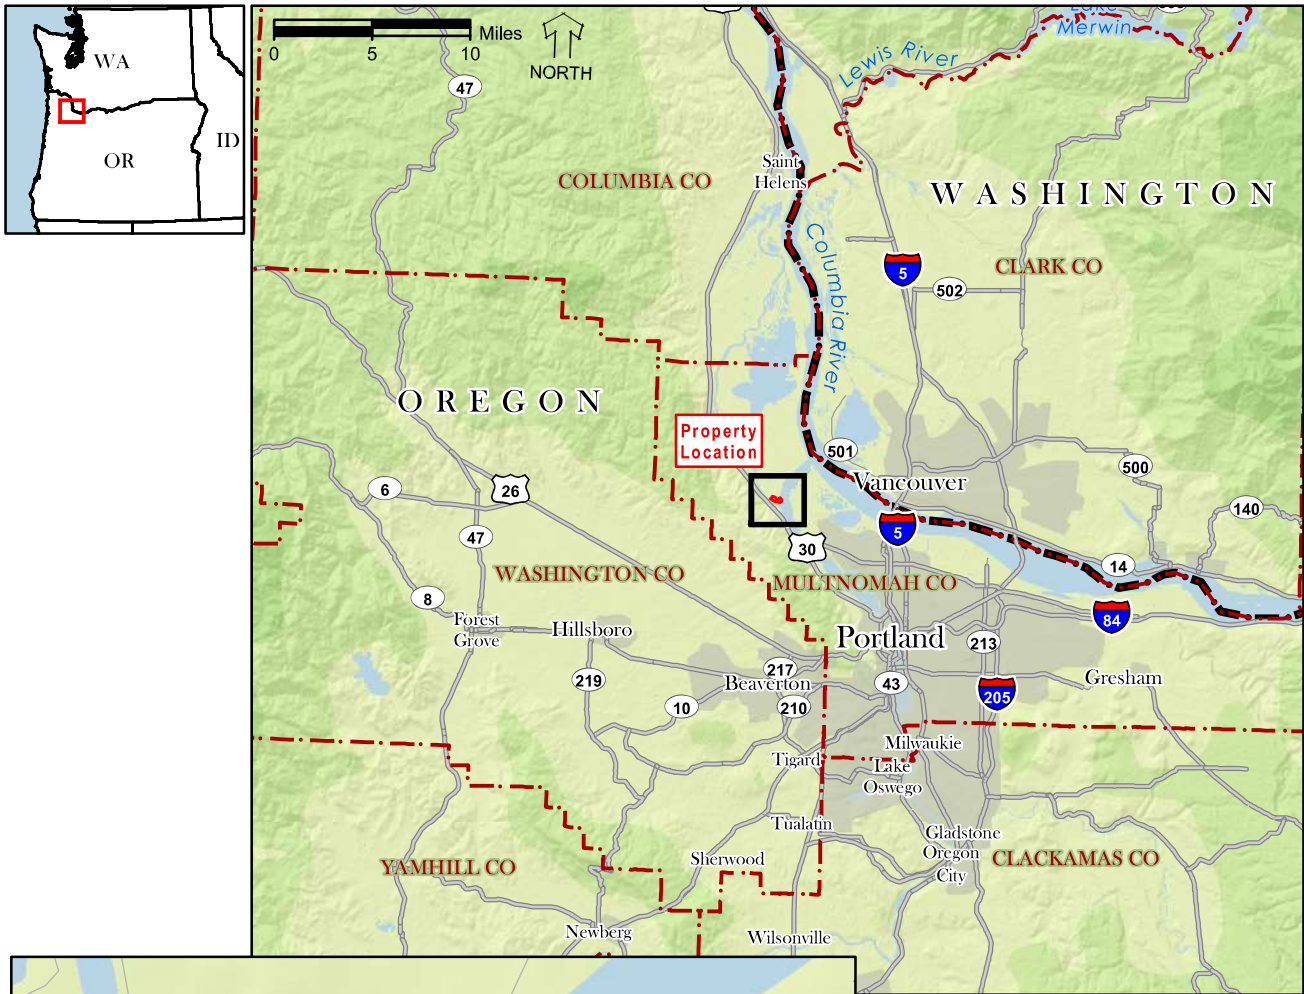 WA
OR
ID
0
5
10
Miles
NORTH
47
Lake
Merwin
Lewis River
Saint
Helens
COLUMBIA CO
WASHINGTON
Columbia River
5
CLARK CO
502
OREGON
Property
Location
501
500
Vancouver
6
26
140
5
47
30
14
WASHINGTON CO
MULTNOMAH CO
8
84
Forest
Grove
Hillsboro
Portland
213
217
Beaverton
219
43
205
Gresham
10
210
Milwaukie
Tigard
Lake
Oswego
Tualatin
Gladstone
Oregon
City
Sherwood
CLACKAMAS CO
YAMHILL CO
Newberg
Wilsonville